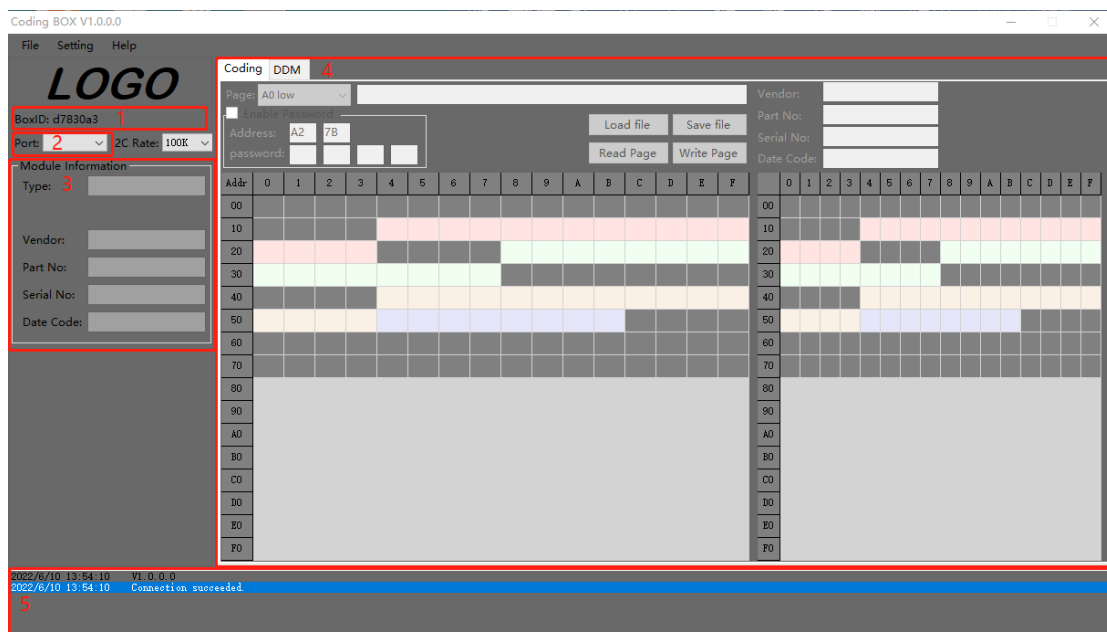 Coding BOX V1.0.0.0
File Setting Help
LOGO
BoxID: d7830a3 1
Port: 2 2C Rate: 100K
Module Information
Type: 3
Vendor:
Part No:
Serial No:
Date Code:
Coding DDM 4
Page: A0 low
Enable Password
Address: A2 7B
password:
Load file Save file
Read Page Write Page
Vendor:
Part No:
Serial No:
Date Code:
Addr 0 1 2 3 4 5 6 7 8 9 A B C D E F
00
10
20
30
40
50
60
70
80
90
A0
B0
C0
D0
E0
F0
0 1 2 3 4 5 6 7 8 9 A B C D E F
00
10
20
30
40
50
60
70
80
90
A0
B0
C0
D0
E0
F0
2022/6/10 13:54:10 V1.0.0.0
2022/6/10 13:54:10 Connection succeeded.
5